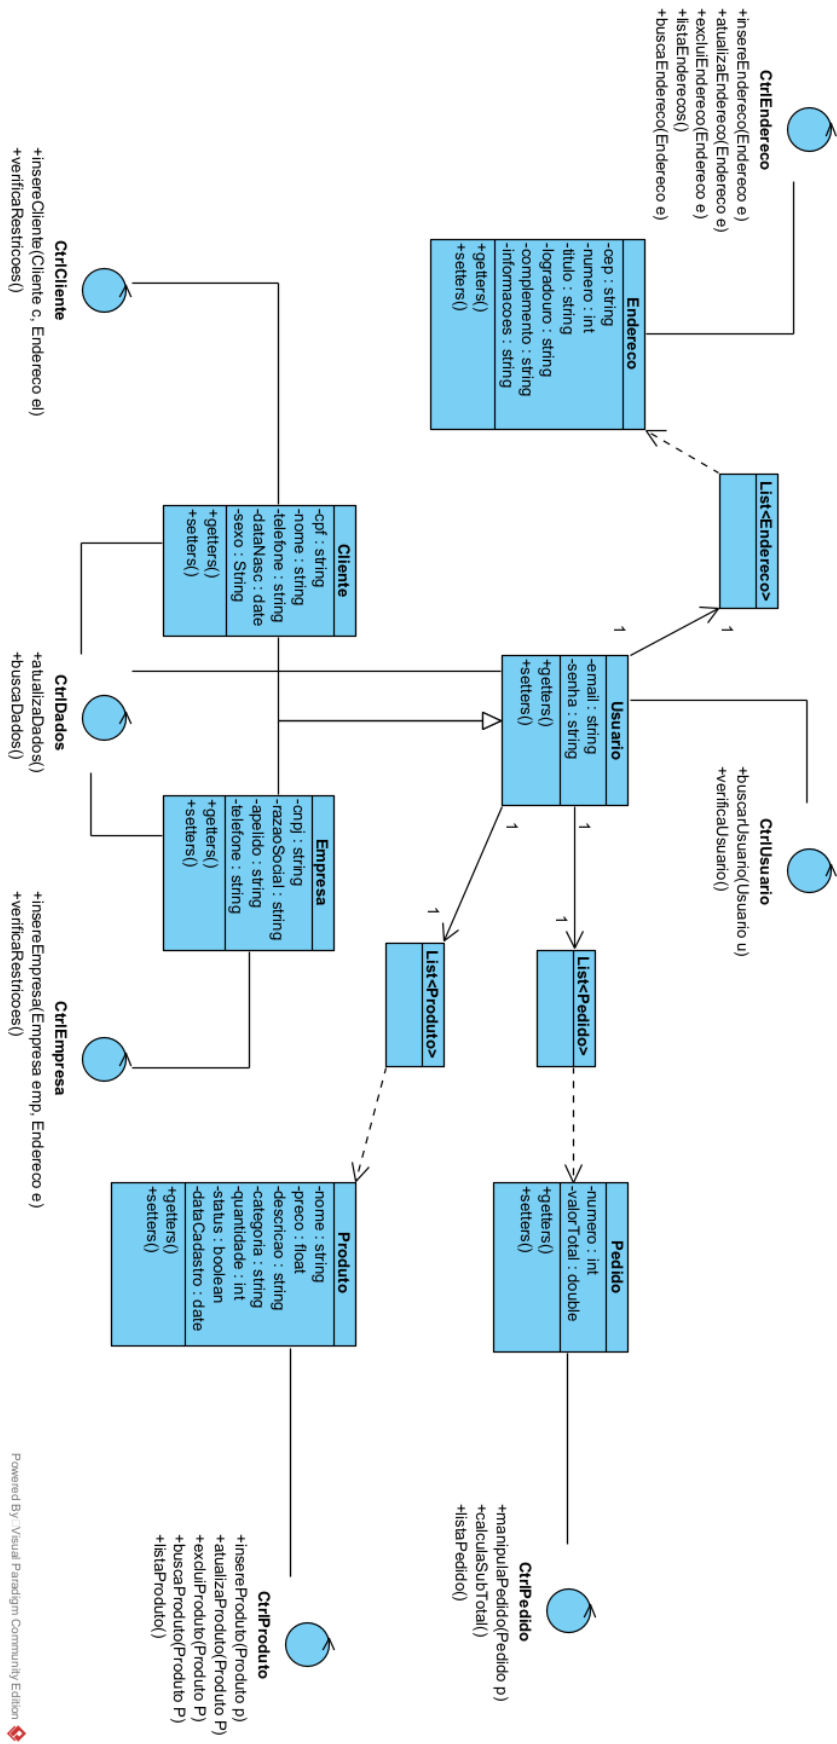 CtrlEndereco
+insereEndereco(Endereco e)
+atualizaEndereco(Endereco e)
+excluiEndereco(Endereco e)
+listaEnderecos()
+buscaEndereco(Endereco e)
CtrlUsuario
+buscarUsuario(Usuario u)
+verificaUsuario()
List<Endereco>
1
1
Endereco
-cep : string
-numero : int
-titulo : string
-logradouro : string
-complemento : string
-informacoes : string
+getters()
+setters()
Usuario
-email : string
-senha : string
+getters()
+setters()
1
1
List<Pedido>
Pedido
-numero : int
-valorTotal : double
+getters()
+setters()
CtrlPedido
+manipulaPedido(Pedido p)
+calculaSubTotal()
+listaPedido()
1
1
List<Produto>
Cliente
-cpf : string
-nome : string
-telefone : string
-dataNasc : date
-sexo : String
+getters()
+setters()
Empresa
-cnpj : string
-razaoSocial : string
-apelido : string
-telefone : string
+getters()
+setters()
Produto
-nome : string
-preco : float
-descricao : string
-categoria : string
-quantidade : int
-status : boolean
-dataCadastro : date
+getters()
+setters()
CtrlProduto
+insereProduto(Produto p)
+atualizaProduto(Produto P)
+excluiProduto(Produto P)
+buscaProduto(Produto P)
+listaProduto()
CtrlCliente
+insereCliente(Cliente c, Endereco el)
+verificaRestricoes()
CtrlDados
+atualizaDados()
+buscaDados()
CtrlEmpresa
+insereEmpresa(Empresa emp, Endereco e)
+verificaRestricoes()
Powered By Visual Paradigm Community Edition